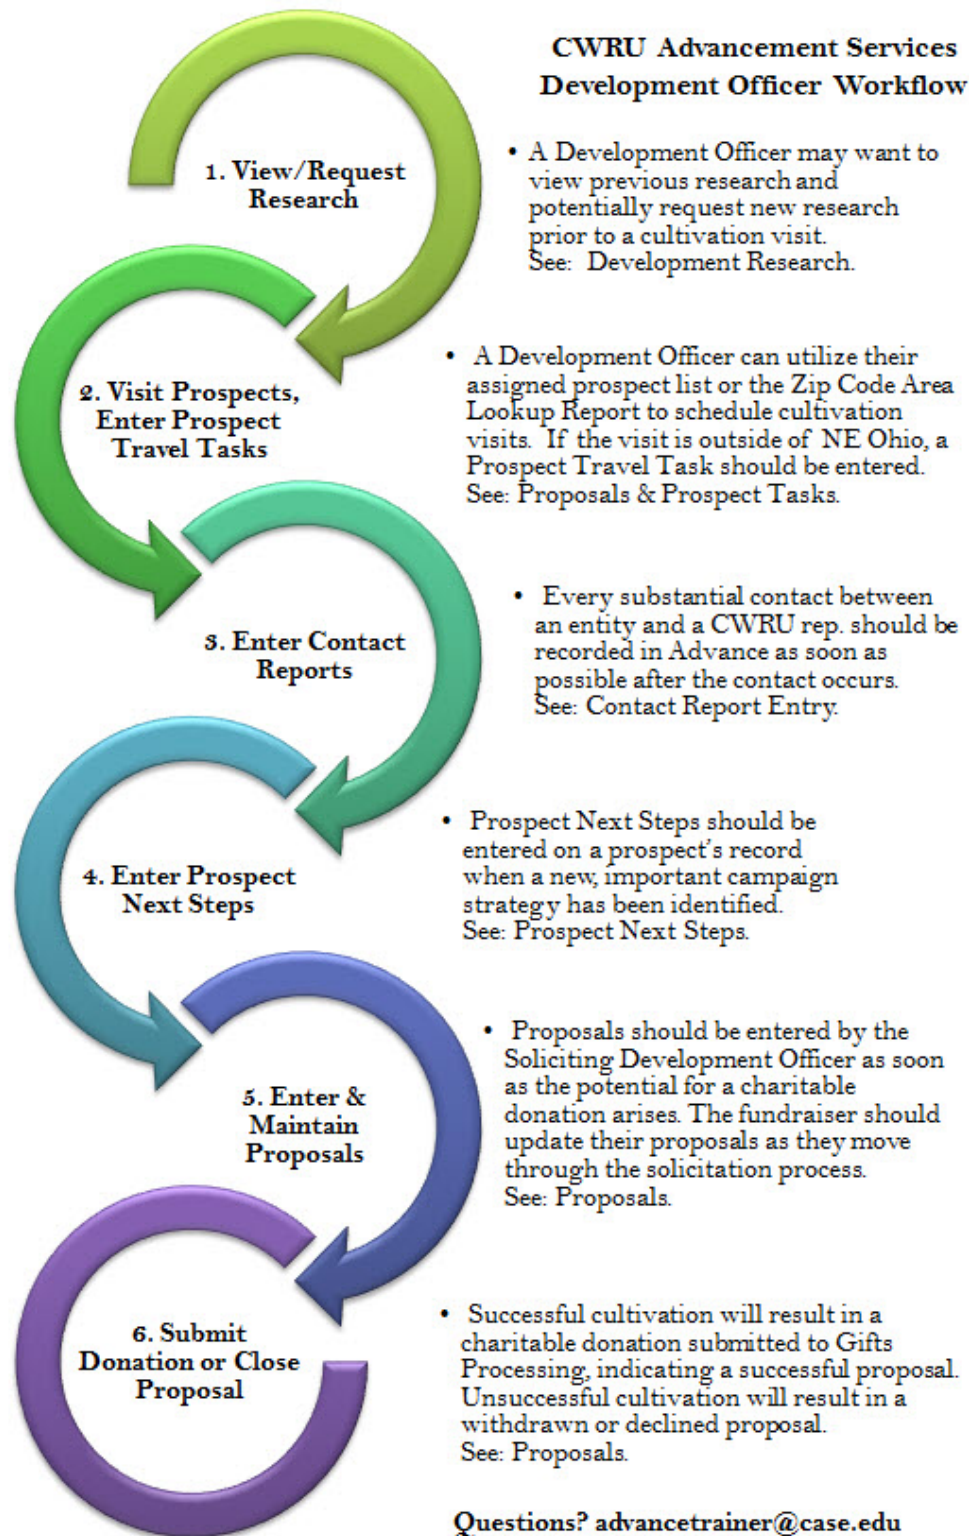 CWRU Advancement Services
Development Officer Workflow
1. View/Request
Research
• A Development Officer may want to
view previous research and
potentially request new research
prior to a cultivation visit.
See: Development Research.
2. Visit Prospects,
Enter Prospect
Travel Tasks
• A Development Officer can utilize their
assigned prospect list or the Zip Code Area
Lookup Report to schedule cultivation
visits. If the visit is outside of NE Ohio, a
Prospect Travel Task should be entered.
See: Proposals & Prospect Tasks.
3. Enter Contact
Reports
• Every substantial contact between
an entity and a CWRU rep. should be
recorded in Advance as soon as
possible after the contact occurs.
See: Contact Report Entry.
4. Enter Prospect
Next Steps
• Prospect Next Steps should be
entered on a prospect's record
when a new, important campaign
strategy has been identified.
See: Prospect Next Steps.
5. Enter &
Maintain
Proposals
• Proposals should be entered by the
Soliciting Development Officer as soon
as the potential for a charitable
donation arises. The fundraiser should
update their proposals as they move
through the solicitation process.
See: Proposals.
6. Submit
Donation or Close
Proposal
• Successful cultivation will result in a
charitable donation submitted to Gifts
Processing, indicating a successful proposal.
Unsuccessful cultivation will result in a
withdrawn or declined proposal.
See: Proposals.
Questions? advancetrainer@case.edu